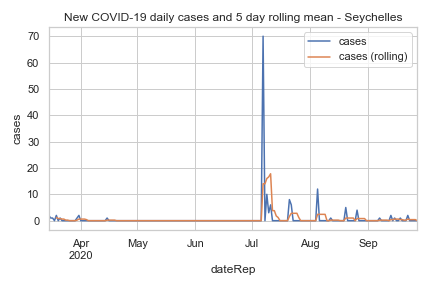 New COVID-19 daily cases and 5 day rolling mean - Seychelles
cases
cases (rolling)
cases
70
60
50
40
30
20
10
0
Apr
2020
May
Jun
Jul
Aug
Sep
dateRep